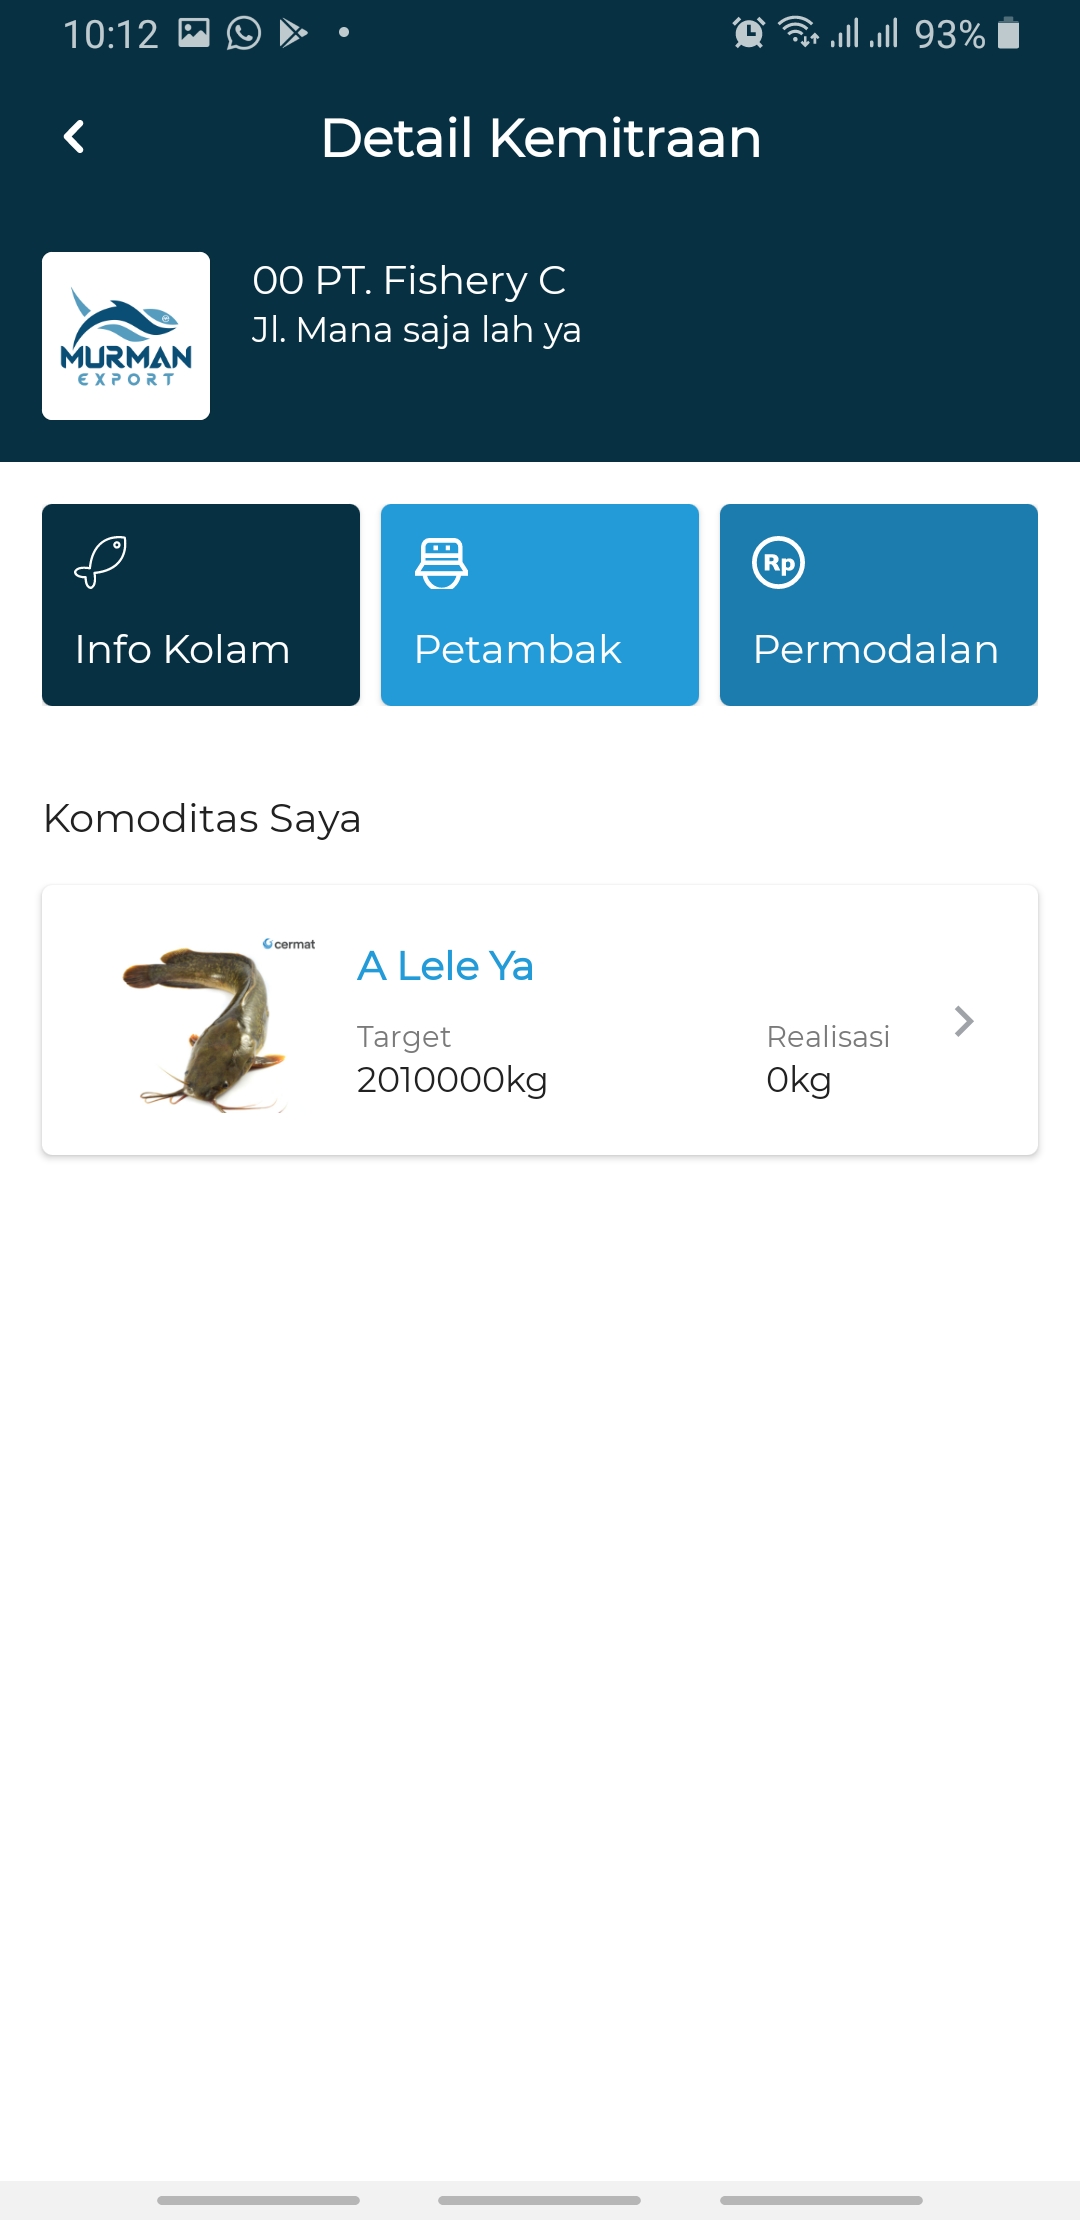 10:12
93%
Detail Kemitraan
MURMAN
EXPORT
00 PT. Fishery C
Jl. Mana saja lah ya
Info Kolam
Petambak
Rp
Permodalan
Komoditas Saya
cermat
A Lele Ya
Target
Realisasi
2010000kg
0kg